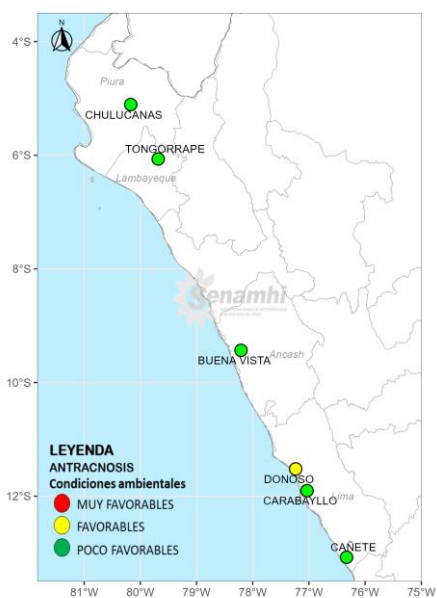 N
4°S
Piura
CHULUCANAS
TONGORRAPE
6°S
Lambayeque
8°S
Senamhi
BUENA VISTA
Ancash
10°S
LEYENDA
ANTRACNOSIS
Condiciones ambientales
MUY FAVORABLES
FAVORABLES
POCO FAVORABLES
DONOSO
12°S
CARABAYLLO
Lima
CAÑETE
81°W 80°W 79°W 78°W 77°W 76°W 75°W